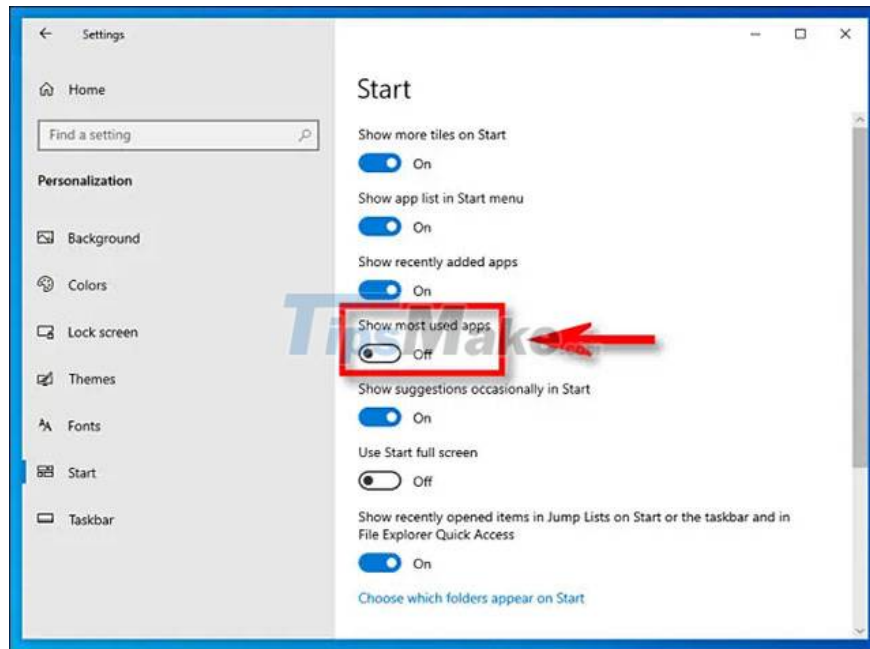 Settings
Home
Find a setting
Personalization
Background
Colors
Lock screen
Themes
Fonts
Start
Taskbar
Start
Show more tiles on Start
On
Show app list in Start menu
On
Show recently added apps
On
Show most used apps
Off
TipsMake.com
Show suggestions occasionally in Start
On
Use Start full screen
Off
Show recently opened items in Jump Lists on Start or the taskbar and in
File Explorer Quick Access
On
Choose which folders appear on Start